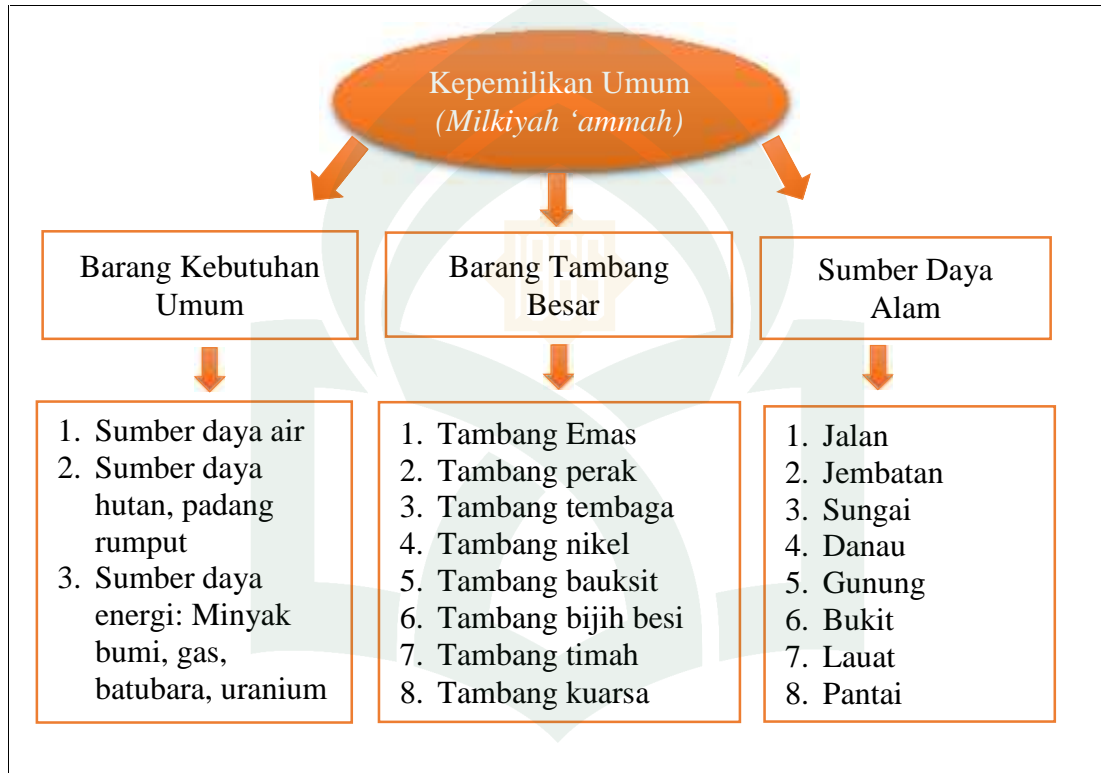 Kepemilikan Umum
(Milkiyah ‘ammah)
Barang Kebutuhan
Umum
Barang Tambang
Besar
Sumber Daya
Alam
1. Sumber daya air
2. Sumber daya
hutan, padang
rumput
3. Sumber daya
energi: Minyak
bumi, gas,
batubara, uranium
1. Tambang Emas
2. Tambang perak
3. Tambang tembaga
4. Tambang nikel
5. Tambang bauksit
6. Tambang bijih besi
7. Tambang timah
8. Tambang kuarsa
1. Jalan
2. Jembatan
3. Sungai
4. Danau
5. Gunung
6. Bukit
7. Lauat
8. Pantai